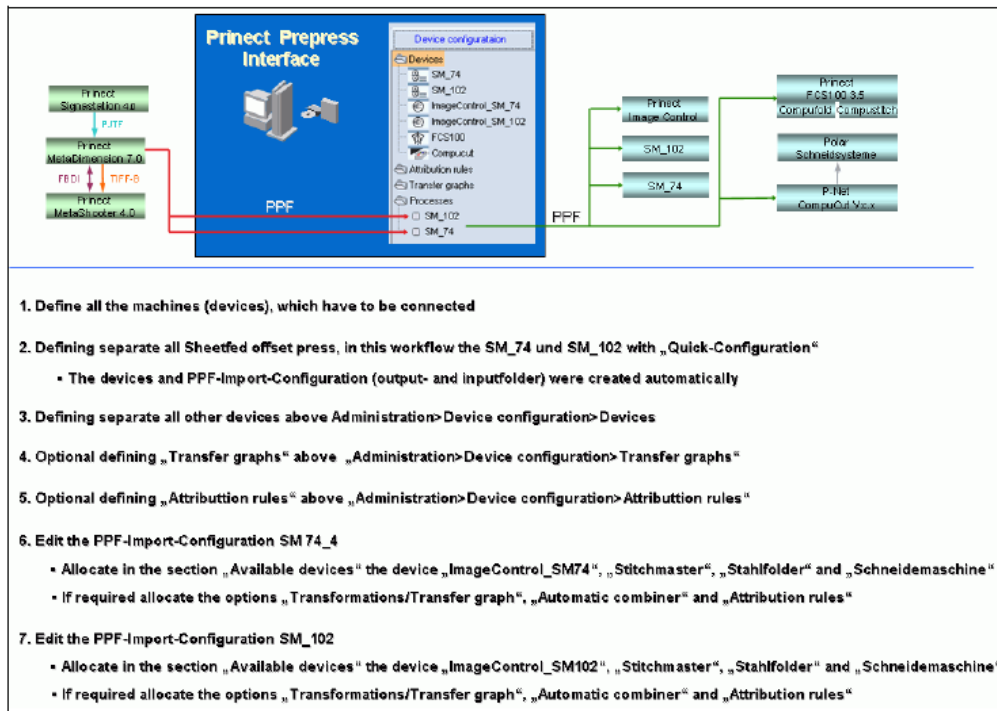 Prinect Prepress
Interface
Device configurataion
Devices
SM_74
SM_102
ImageControl_SM_74
ImageControl_SM_102
FCS100
Compucut
Attribution rules
Transfer graphs
Processes
SM_102
SM_74
Prinect
Signastation 4.0
PJTF
Prinect
MetaDimension 7.0
FBDI
TIFF-B
Prinect
MetaShooter 4.0
PPF
PPF
Prinect
Image Control
SM_102
SM_74
Prinect
FCS100 3.5
Compufold, Compustitch
Polar
Schneidsysteme
P-Net
CompuCut V.x.x
1. Define all the machines (devices), which have to be connected
2. Defining separate all Sheetfed offset press, in this workflow the SM_74 und SM_102 with „Quick-Configuration“
▪ The devices and PPF-Import-Configuration (output- and inputfolder) were created automatically
3. Defining separate all other devices above Administration>Device configuration>Devices
4. Optional defining „Transfer graphs“ above „Administration>Device configuration>Transfer graphs“
5. Optional defining „Attributtion rules“ above „Administration>Device configuration>Attributtion rules“
6. Edit the PPF-Import-Configuration SM 74_4
▪ Allocate in the section „Available devices“ the device „ImageControl_SM74“, „Stitchmaster“, „Stahlfolder“ and „Schneidemaschine“
▪ If required allocate the options „Transformations/Transfer graph“, „Automatic combiner“ and „Attribution rules“
7. Edit the PPF-Import-Configuration SM_102
▪ Allocate in the section „Available devices“ the device „ImageControl_SM102“, „Stitchmaster“, „Stahlfolder“ and „Schneidemaschine“
▪ If required allocate the options „Transformations/Transfer graph“, „Automatic combiner“ and „Attribution rules“